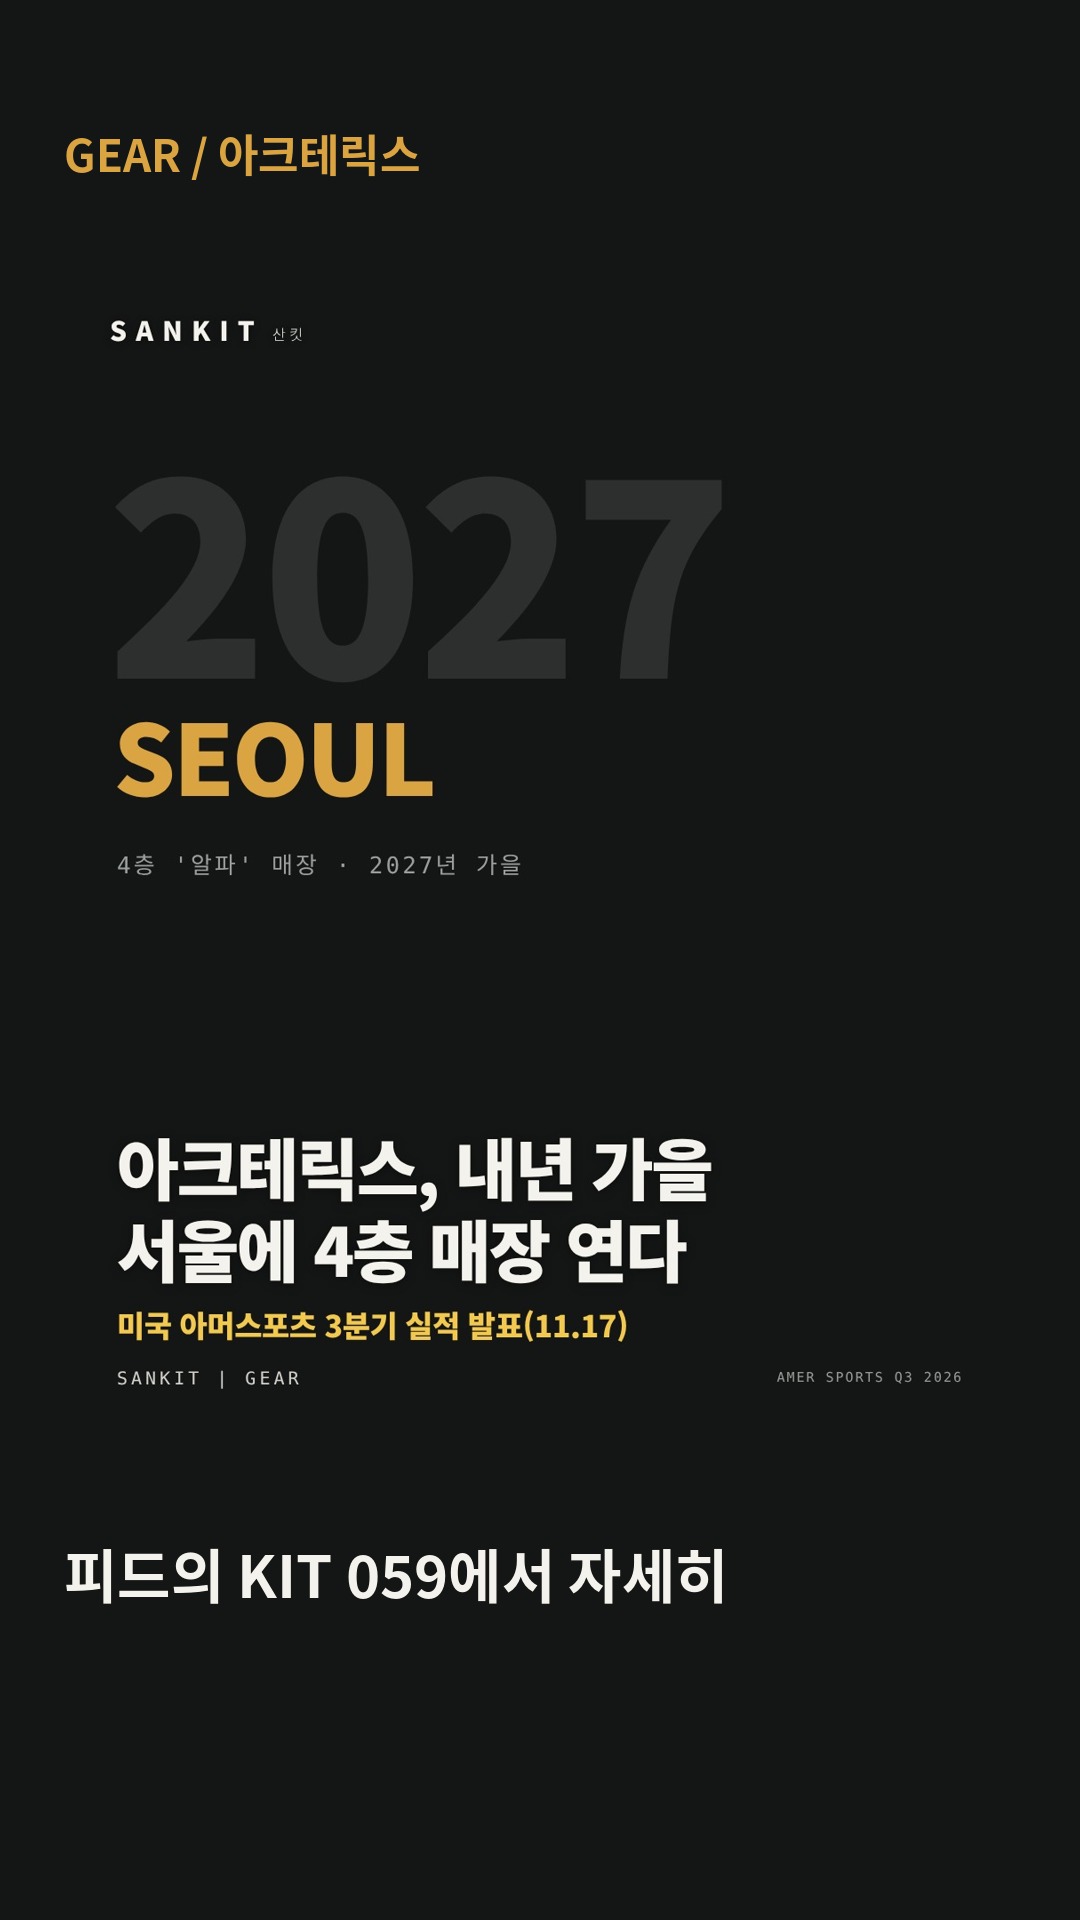 GEAR / 아크테릭스
SANKIT 산킷
2027
SEOUL
4층 '알파' 매장 · 2027년 가을
아크테릭스, 내년 가을
서울에 4층 매장 연다
미국 아머스포츠 3분기 실적 발표(11.17)
SANKIT | GEAR
AMER SPORTS Q3 2026
피드의 KIT 059에서 자세히